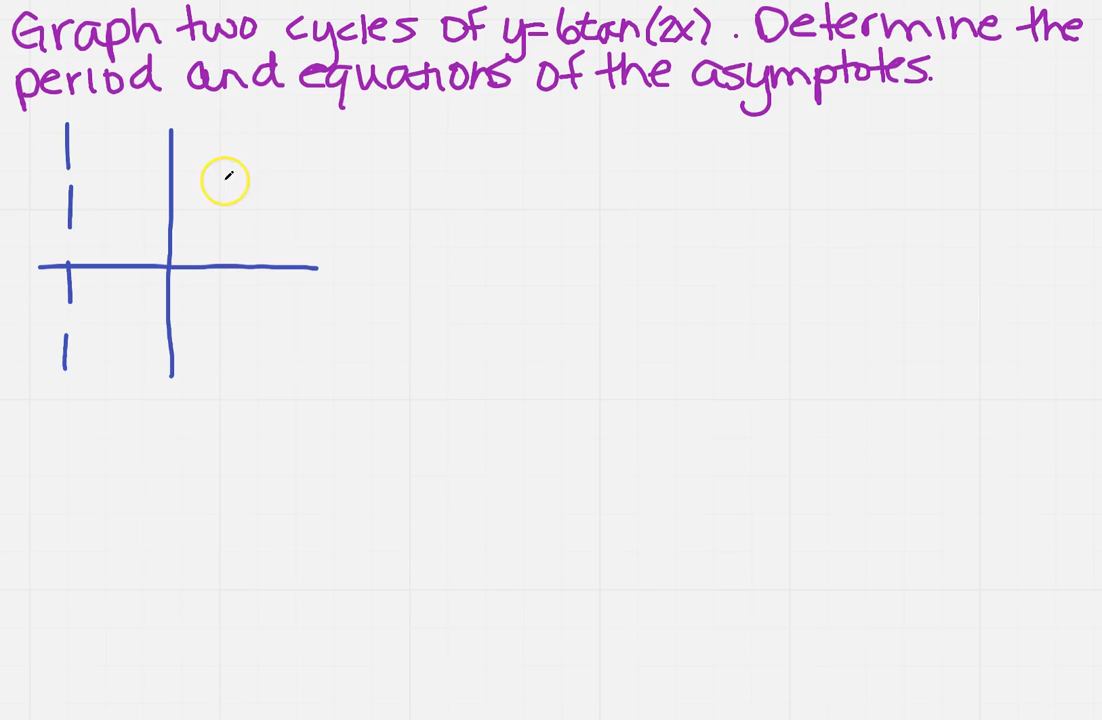 Graph two cycles of y=6tan(2x). Determine the
period and equations of the asymptotes.